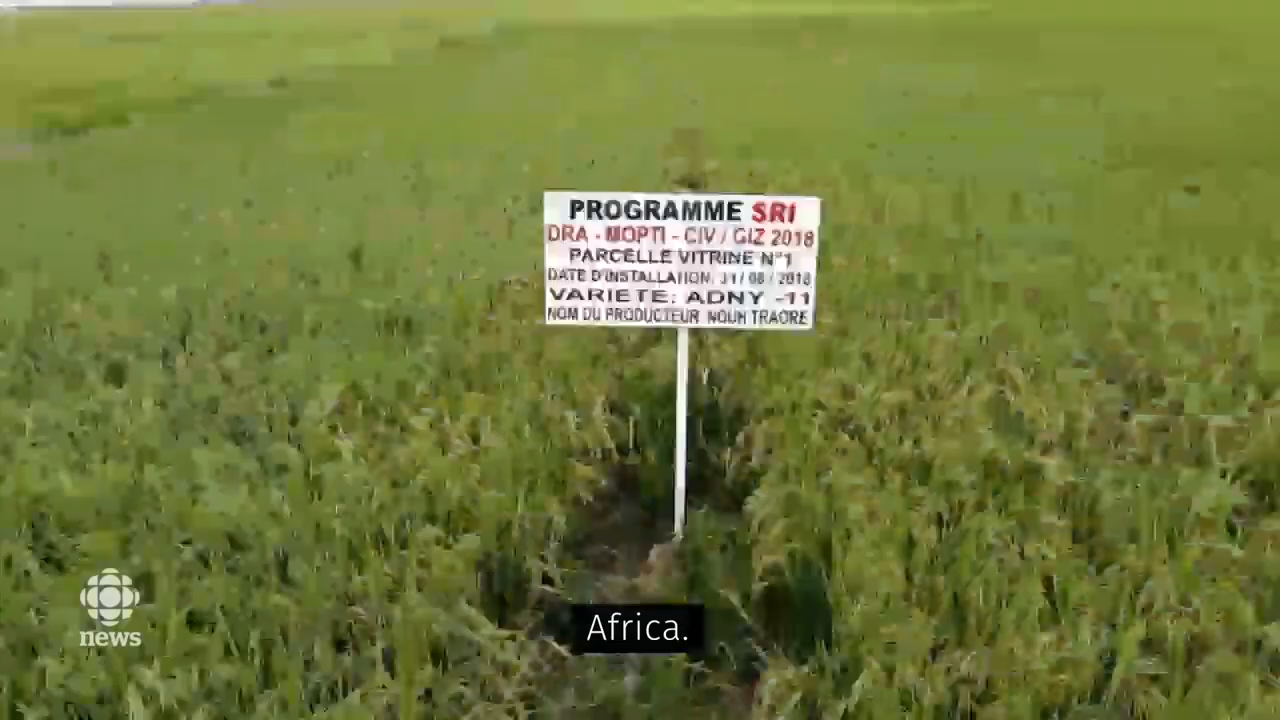 PROGRAMME SRI
DRA - MOPTI - CIV / GIZ 2018
PARCELLE VITRINE N°1
DATE D'INSTALLATION: 31 / 08 / 2018
VARIETE: ADNY -11
NOM DU PRODUCTEUR NOUH TRAORE
news
Africa.